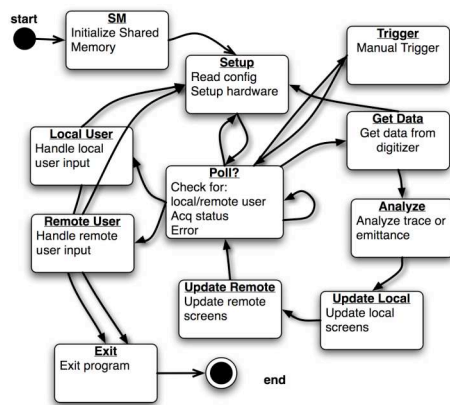 start
SM
Initialize Shared
Memory
Setup
Read config
Setup hardware
Trigger
Manual Trigger
Local User
Handle local
user input
Poll?
Check for:
local/remote user
Acq status
Error
Get Data
Get data from
digitizer
Remote User
Handle remote
user input
Analyze
Analyze trace or
emittance
Update Remote
Update remote
screens
Update Local
Update local
screens
Exit
Exit program
end